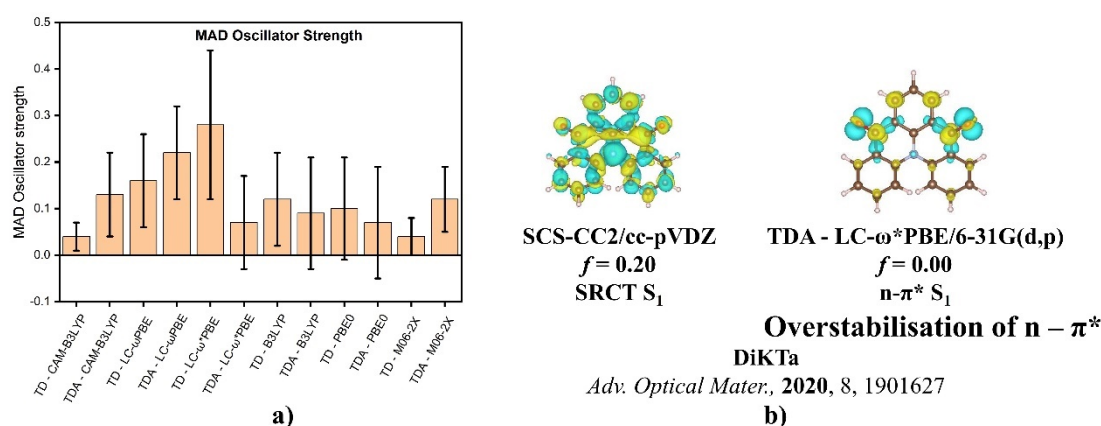 MAD Oscillator Strength
MAD Oscillator strength
0.5
0.4
0.3
0.2
0.1
0.0
-0.1
TD - CAM-B3LYP
TDA - CAM-B3LYP
TD - LC-ωPBE
TDA - LC-ωPBE
TD - LC-ω*PBE
TDA - LC-ω*PBE
TD - B3LYP
TDA - B3LYP
TD - PBE0
TDA - PBE0
TD - M06-2X
TDA - M06-2X
a)
SCS-CC2/cc-pVDZ
f = 0.20
SRCT S₁
TDA - LC-ω*PBE/6-31G(d,p)
f = 0.00
n-π* S₁
Overstabilisation of n – π*
DiKTa
Adv. Optical Mater., 2020, 8, 1901627
b)